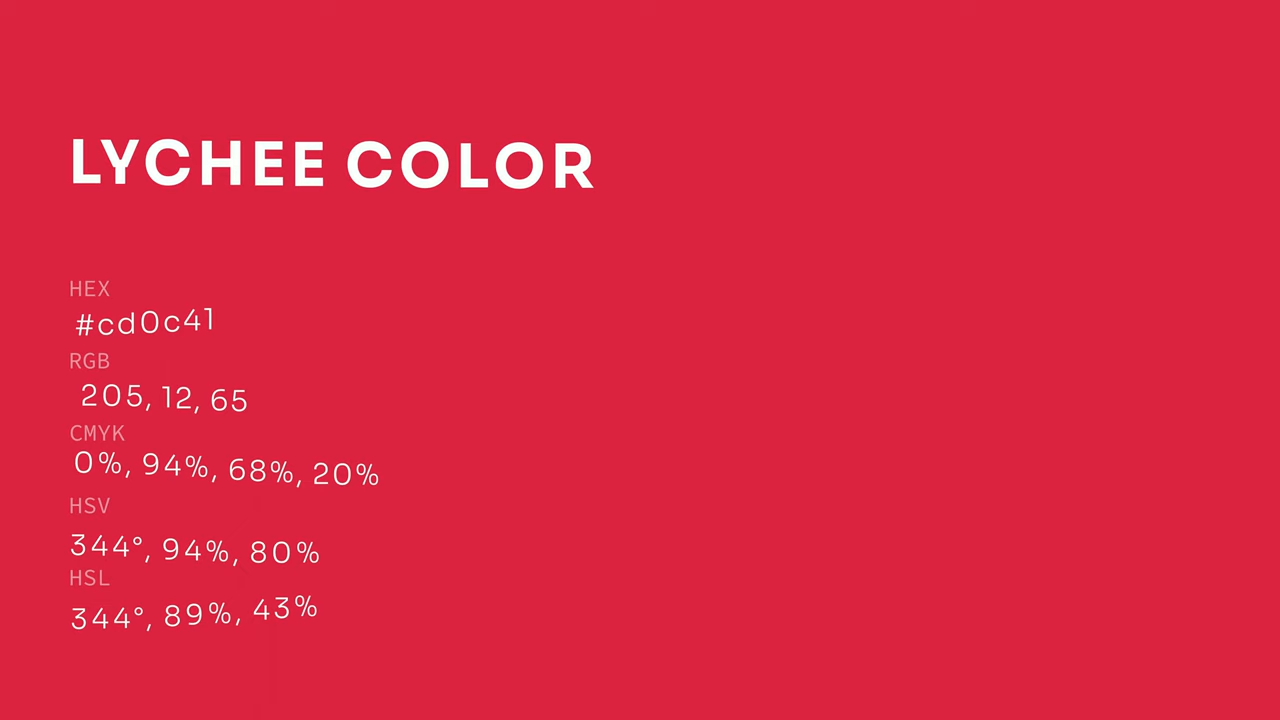 LYCHEE COLOR
HEX
#cd0c41
RGB
205, 12, 65
CMYK
0%, 94%, 68%, 20%
HSV
344°, 94%, 80%
HSL
344°, 89%, 43%